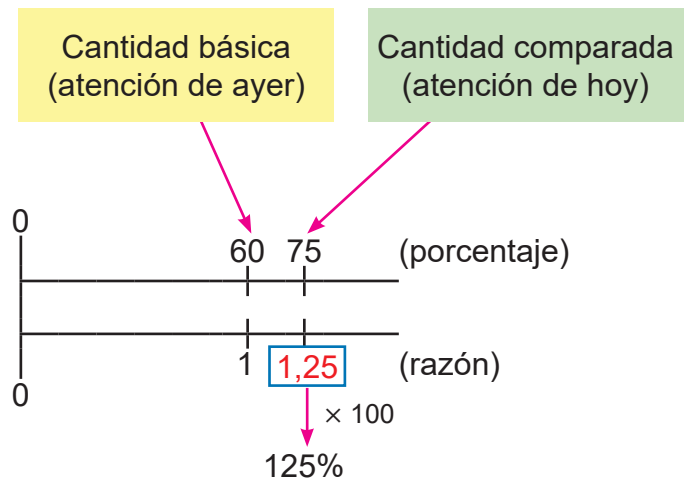 Cantidad básica
(atención de ayer)
Cantidad comparada
(atención de hoy)
0
60 75 (porcentaje)
1 1,25 (razón)
0
× 100
125%